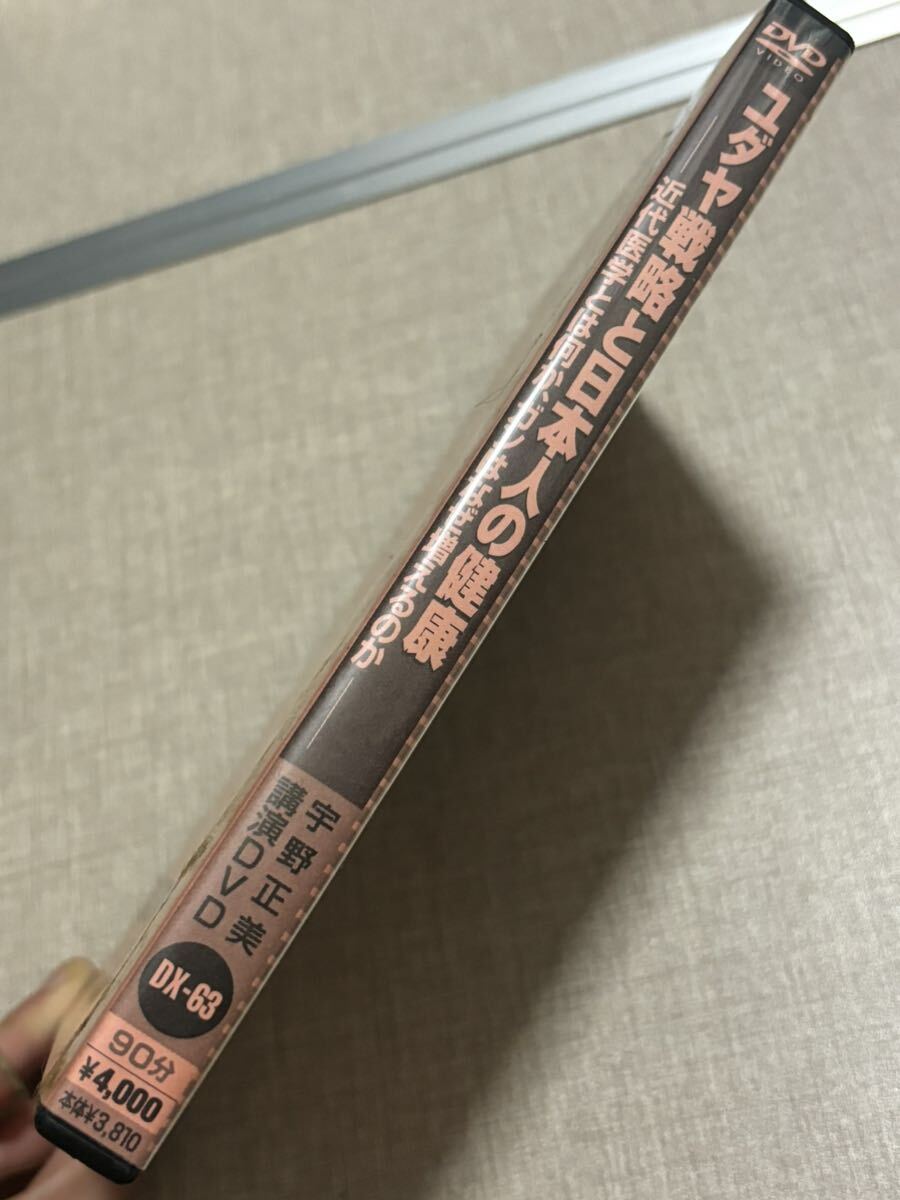 DVD
VIDEO
ユダヤ戦略と日本人の健康
近代医学とは何か、ガンはなぜ増えるのか
宇野正美
講演DVD
DX-63
90分
¥4,000
本体¥3,810